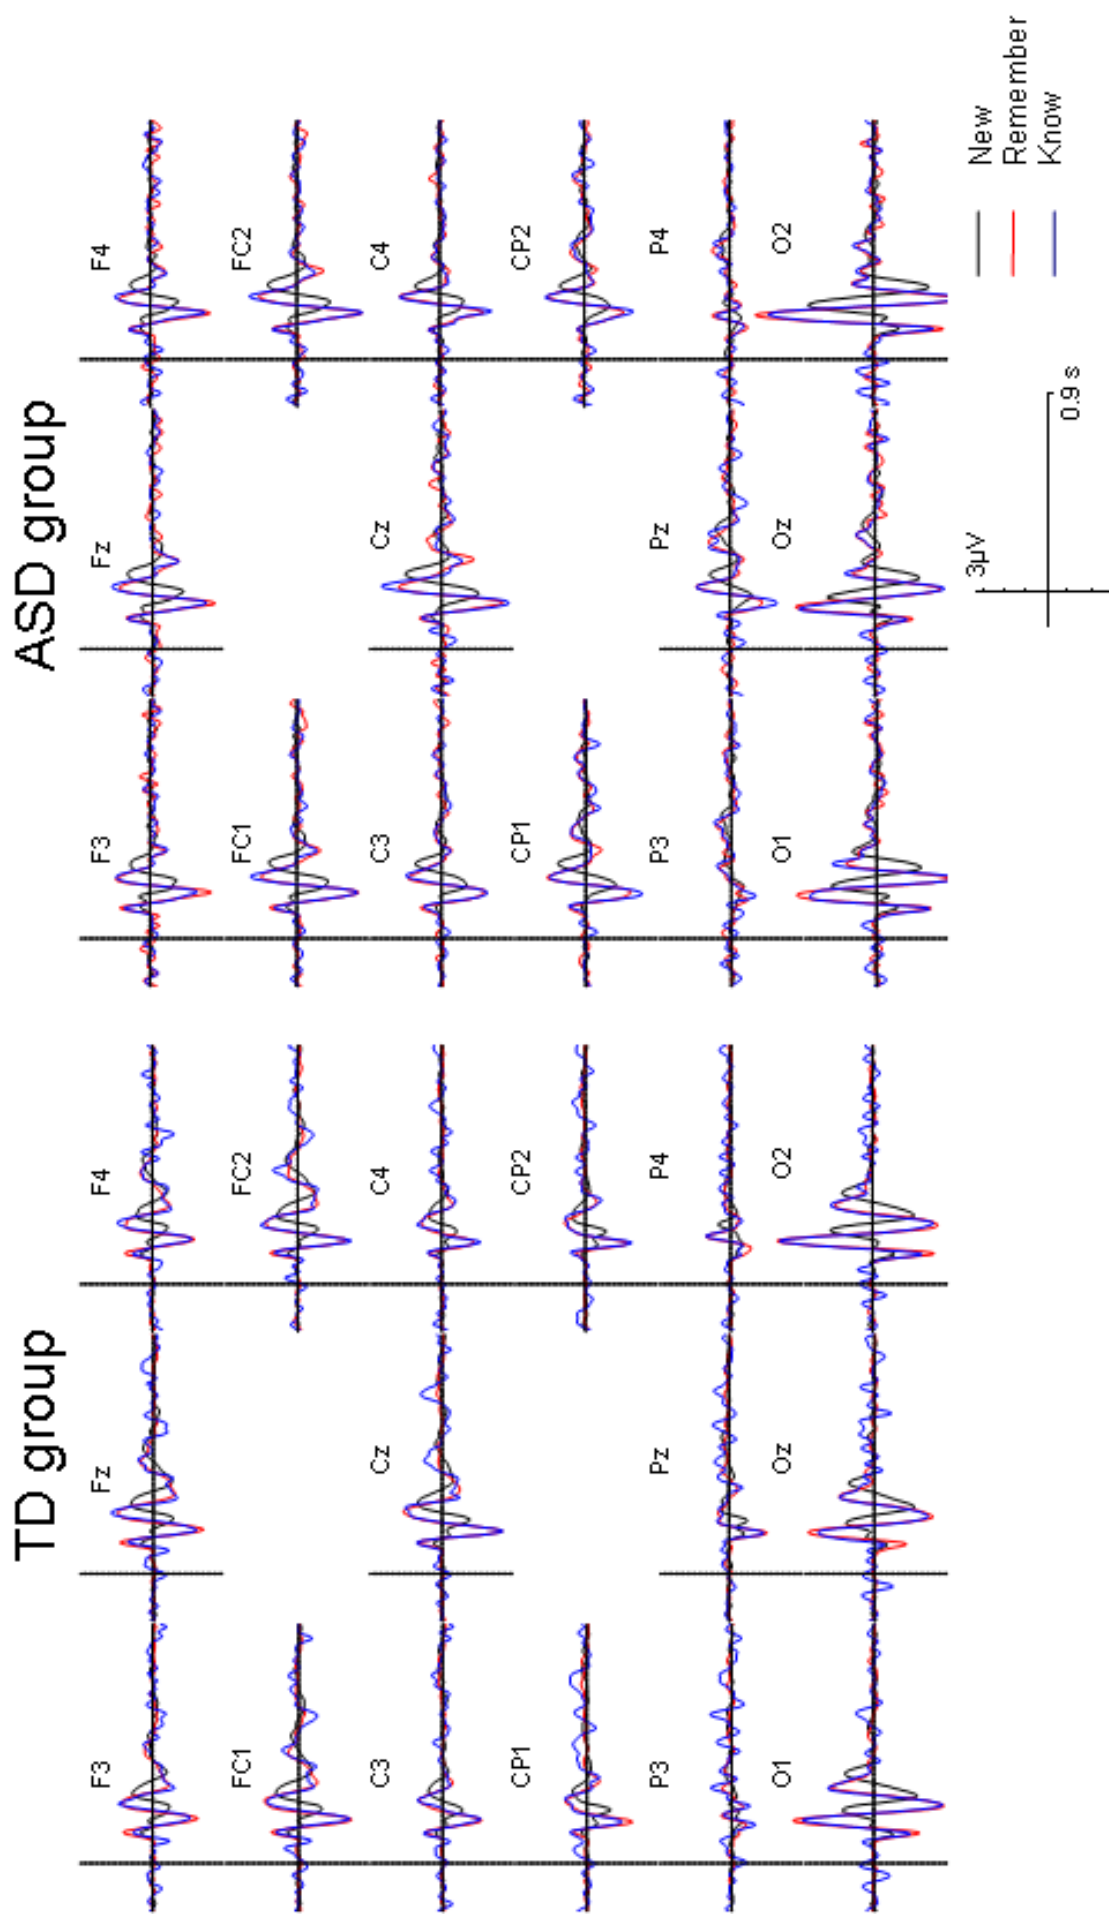 TD group
ASD group
F3
Fz
F4
F3
Fz
F4
FC1
FC2
FC1
FC2
C3
Cz
C4
C3
Cz
C4
CP1
CP2
CP1
CP2
P3
Pz
P4
P3
Pz
P4
O1
Oz
O2
O1
Oz
O2
3µV
0.9 s
New
Remember
Know